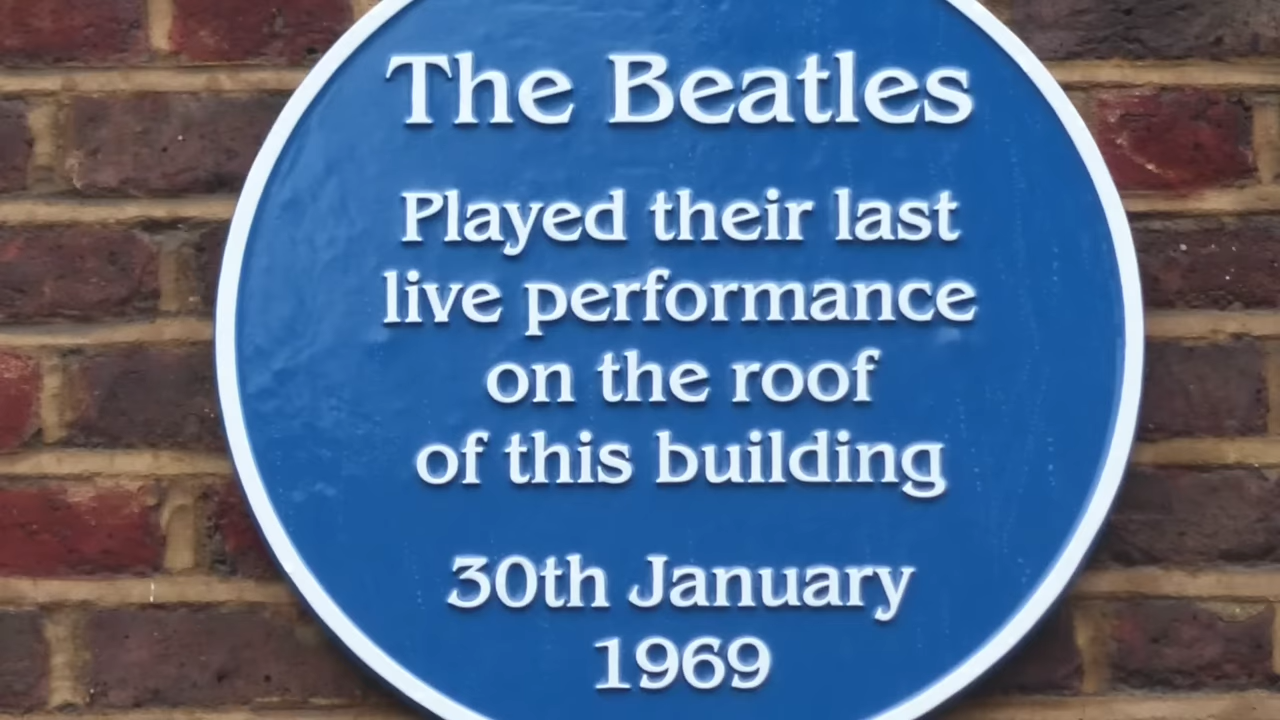 The Beatles
Played their last
live performance
on the roof
of this building
30th January
1969